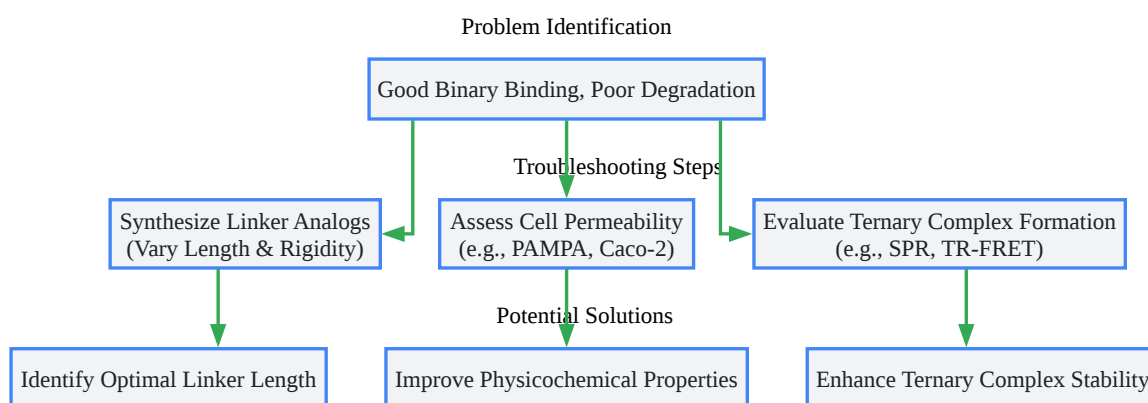 Problem Identification
Good Binary Binding, Poor Degradation
Troubleshooting Steps
Synthesize Linker Analogs
(Vary Length & Rigidity)
Assess Cell Permeability
(e.g., PAMPA, Caco-2)
Evaluate Ternary Complex Formation
(e.g., SPR, TR-FRET)
Potential Solutions
Identify Optimal Linker Length
Improve Physicochemical Properties
Enhance Ternary Complex Stability